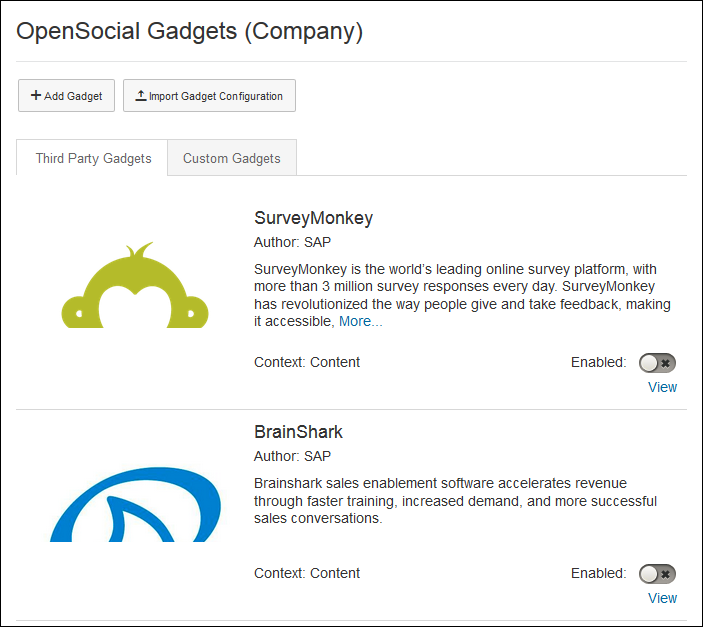 OpenSocial Gadgets (Company)
+ Add Gadget
Import Gadget Configuration
Third Party Gadgets
Custom Gadgets
SurveyMonkey
Author: SAP
SurveyMonkey is the world’s leading online survey platform, with
more than 3 million survey responses every day. SurveyMonkey
has revolutionized the way people give and take feedback, making
it accessible, More...
Context: Content
Enabled:
View
BrainShark
Author: SAP
Brainshark sales enablement software accelerates revenue
through faster training, increased demand, and more successful
sales conversations.
Context: Content
Enabled:
View